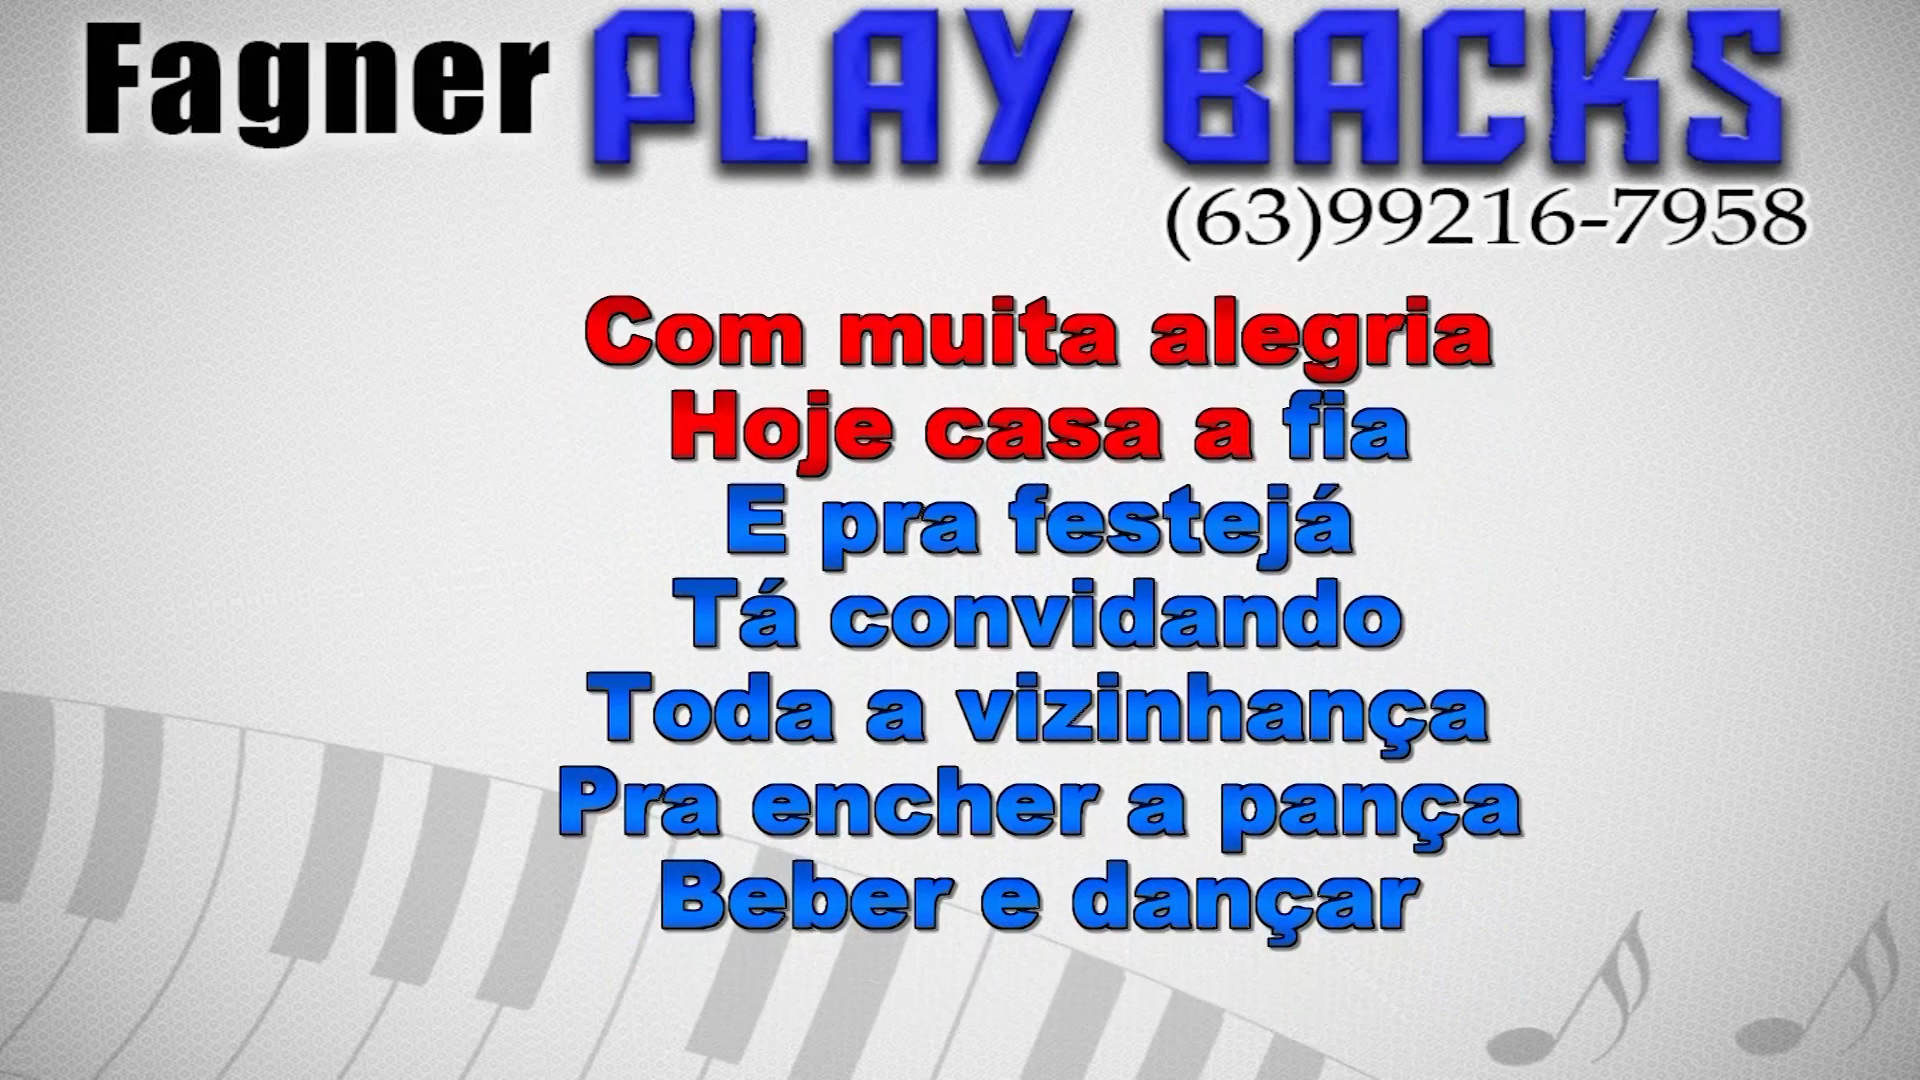 Fagner PLAY BACKS
(63)99216-7958
Com muita alegria
Hoje casa a fia
E pra festejá
Tá convidando
Toda a vizinhança
Pra encher a pança
Beber e dançar